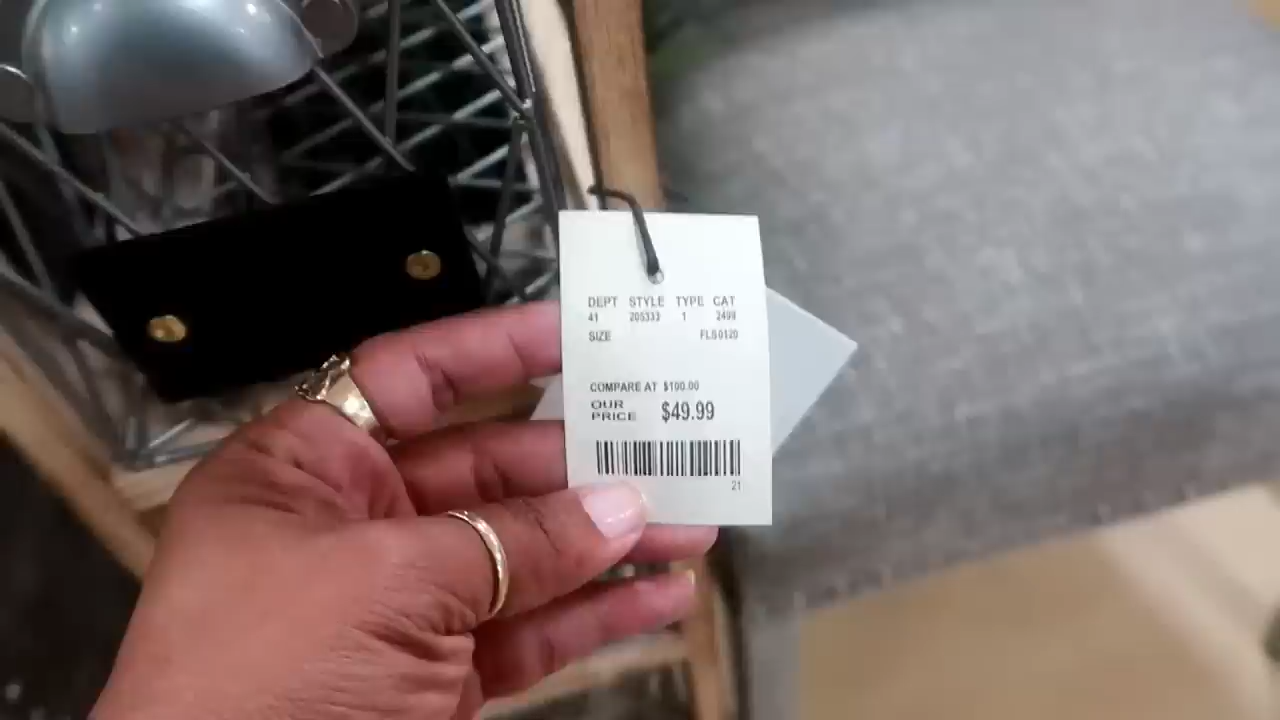 DEPT STYLE TYPE CAT
41 205333 1 2499
SIZE FLS0120
COMPARE AT $100.00
OUR PRICE $49.99
21